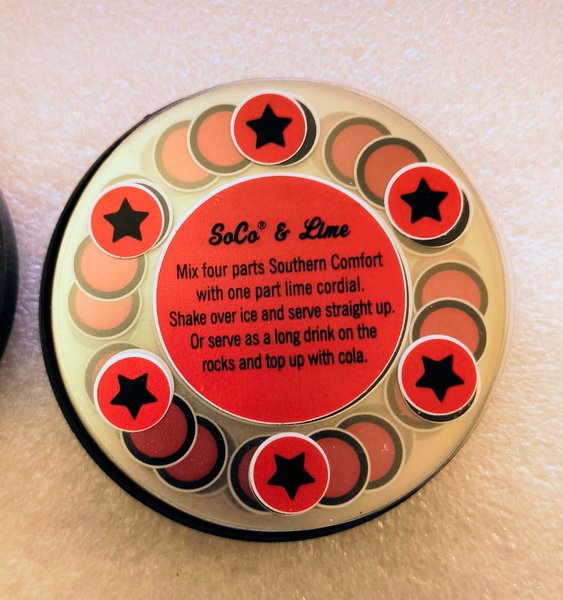 SoCo® & Lime
Mix four parts Southern Comfort
with one part lime cordial.
Shake over ice and serve straight up.
Or serve as a long drink on the
rocks and top up with cola.